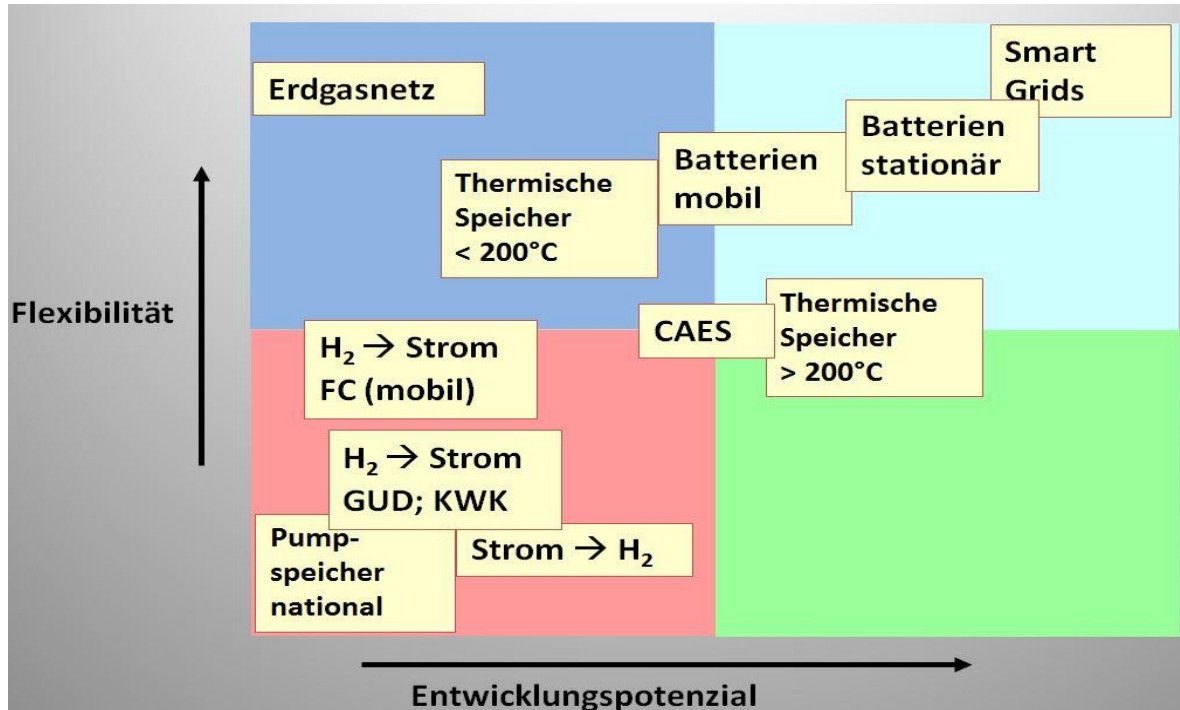 Smart
Grids
Erdgasnetz
Batterien
stationär
Batterien
mobil
Thermische
Speicher
< 200°C
Flexibilität
CAES
Thermische
Speicher
> 200°C
H₂ → Strom
FC (mobil)
H₂ → Strom
GUD; KWK
Pump-
speicher
national
Strom → H₂
Entwicklungspotenzial